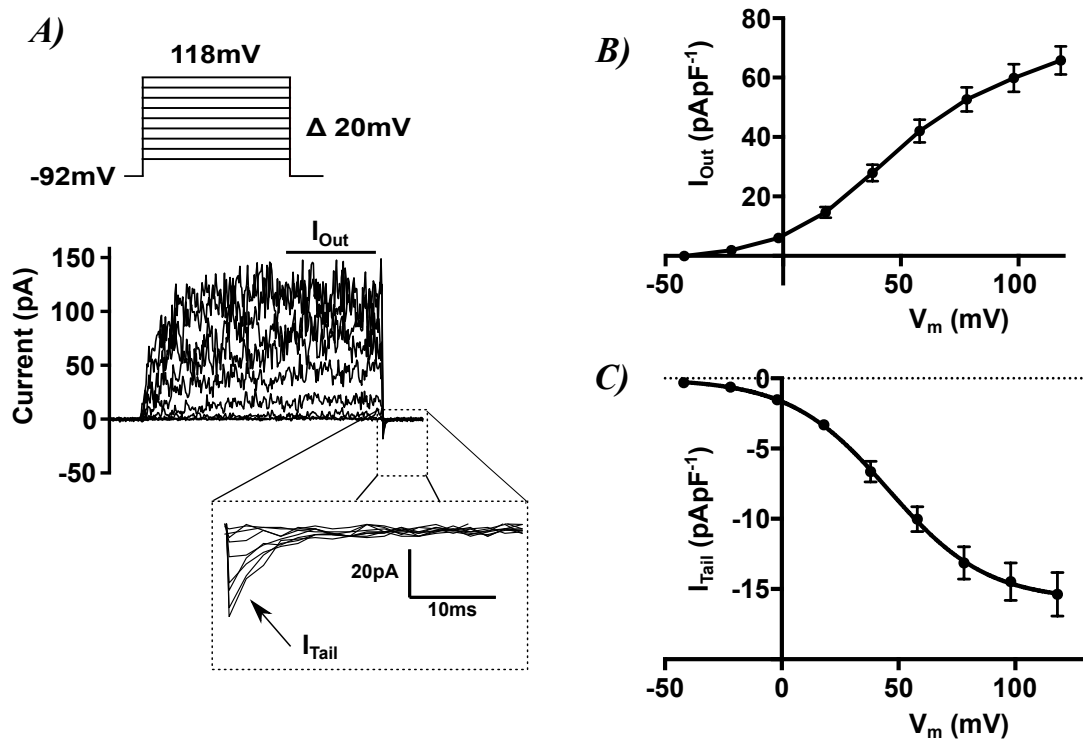 A)
118mV
Δ 20mV
-92mV
I_Out
150
100
50
0
-50
Current (pA)
20pA
10ms
I_Tail
B)
80
60
40
20
-50
0
50
100
I_Out (pApF⁻¹)
V_m (mV)
C)
0
-5
-10
-15
-50
0
50
100
I_Tail (pApF⁻¹)
V_m (mV)